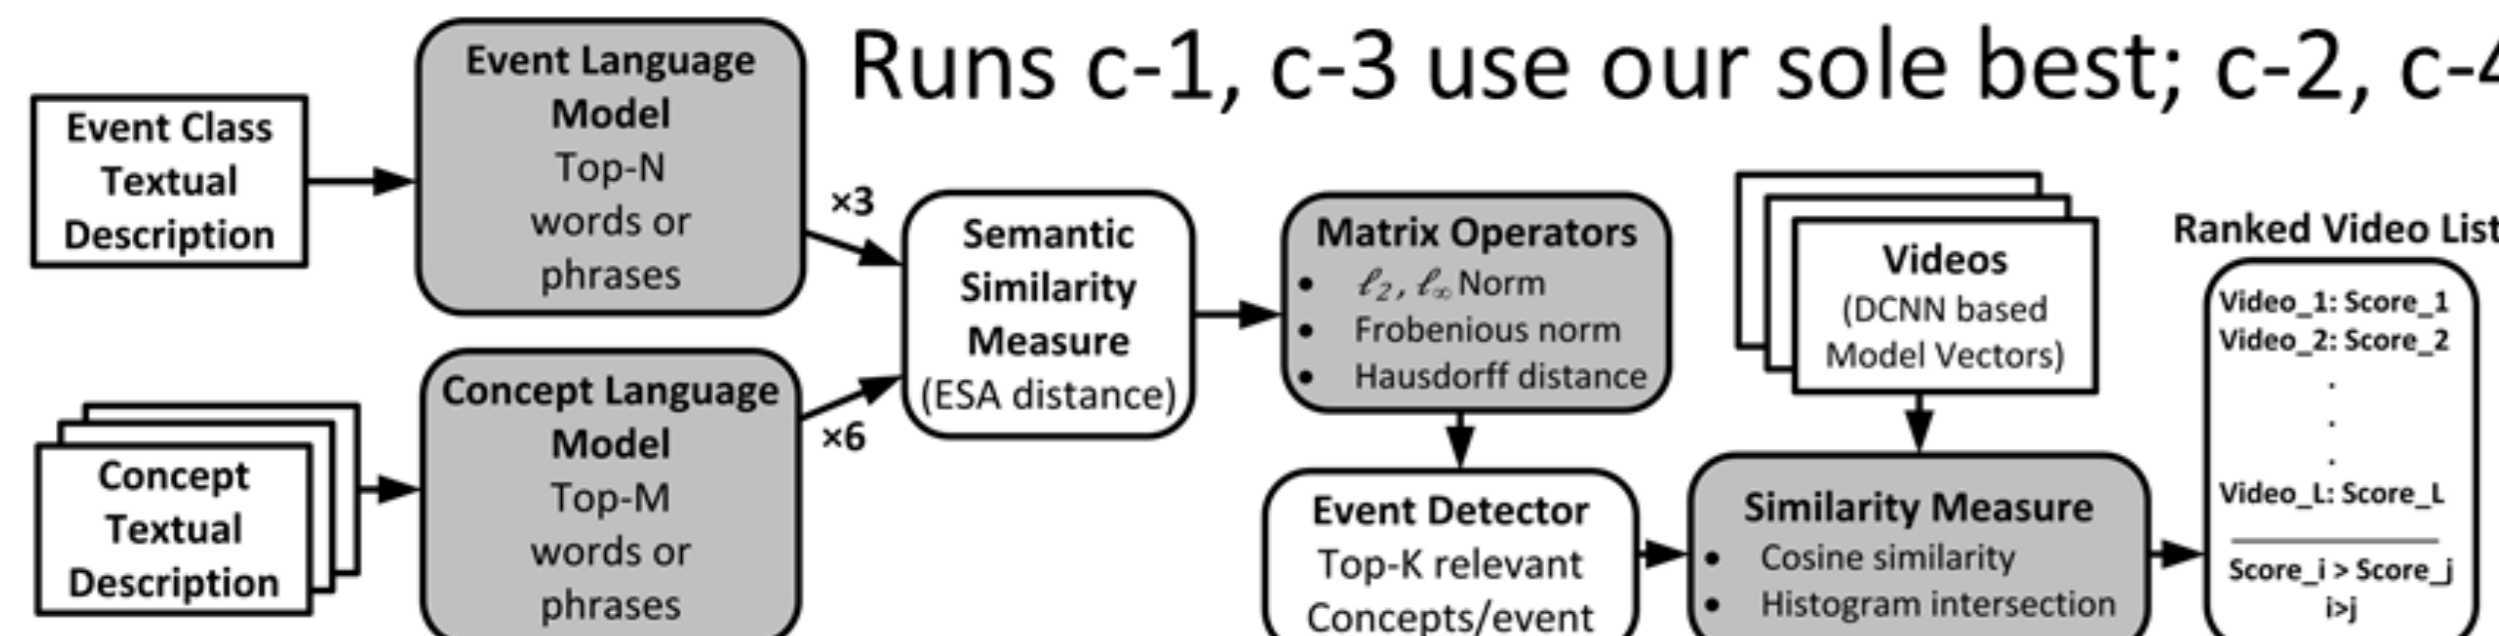 Runs c-1, c-3 use our sole best; c-2, c-4
Event Class
Textual
Description
Event Language
Model
Top-N
words or
phrases
×3
Concept
Textual
Description
Concept Language
Model
Top-M
words or
phrases
×6
Semantic
Similarity
Measure
(ESA distance)
Matrix Operators
• ℓ2, ℓ∞ Norm
• Frobenious norm
• Hausdorff distance
Event Detector
Top-K relevant
Concepts/event
Videos
(DCNN based
Model Vectors)
Similarity Measure
• Cosine similarity
• Histogram intersection
Ranked Video List
Video_1: Score_1
Video_2: Score_2
.
.
.
Video_L: Score_L
Score_i > Score_j
i>j